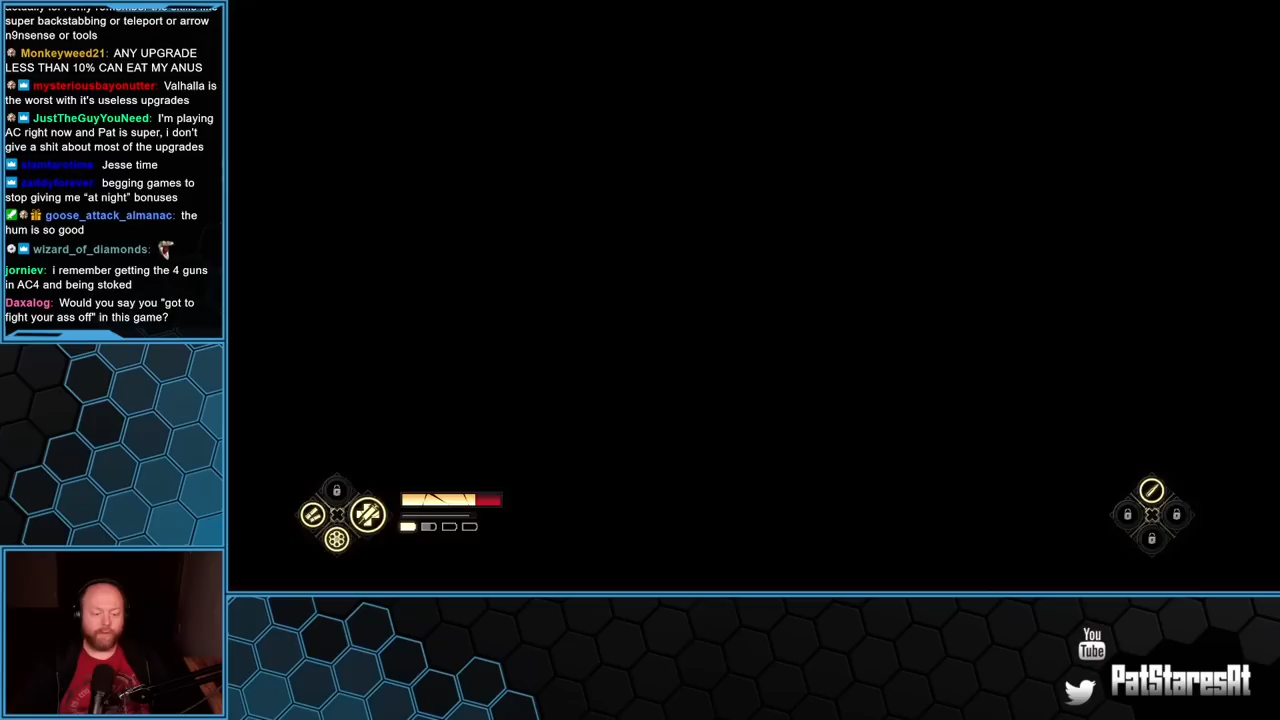 super backstabbing or teleport or arrow
n9nsense or tools
Monkeyweed21: ANY UPGRADE
LESS THAN 10% CAN EAT MY ANUS
mysteriousbayonutter: Valhalla is
the worst with it's useless upgrades
JustTheGuyYouNeed: I'm playing
AC right now and Pat is super, i don't
give a shit about most of the upgrades
Jesse time
zaddyforever: begging games to
stop giving me "at night" bonuses
goose_attack_almanac: the
hum is so good
wizard_of_diamonds:
jorniev: i remember getting the 4 guns
in AC4 and being stoked
Daxalog: Would you say you "got to
fight your ass off" in this game?
You
Tube
PatStaresAt